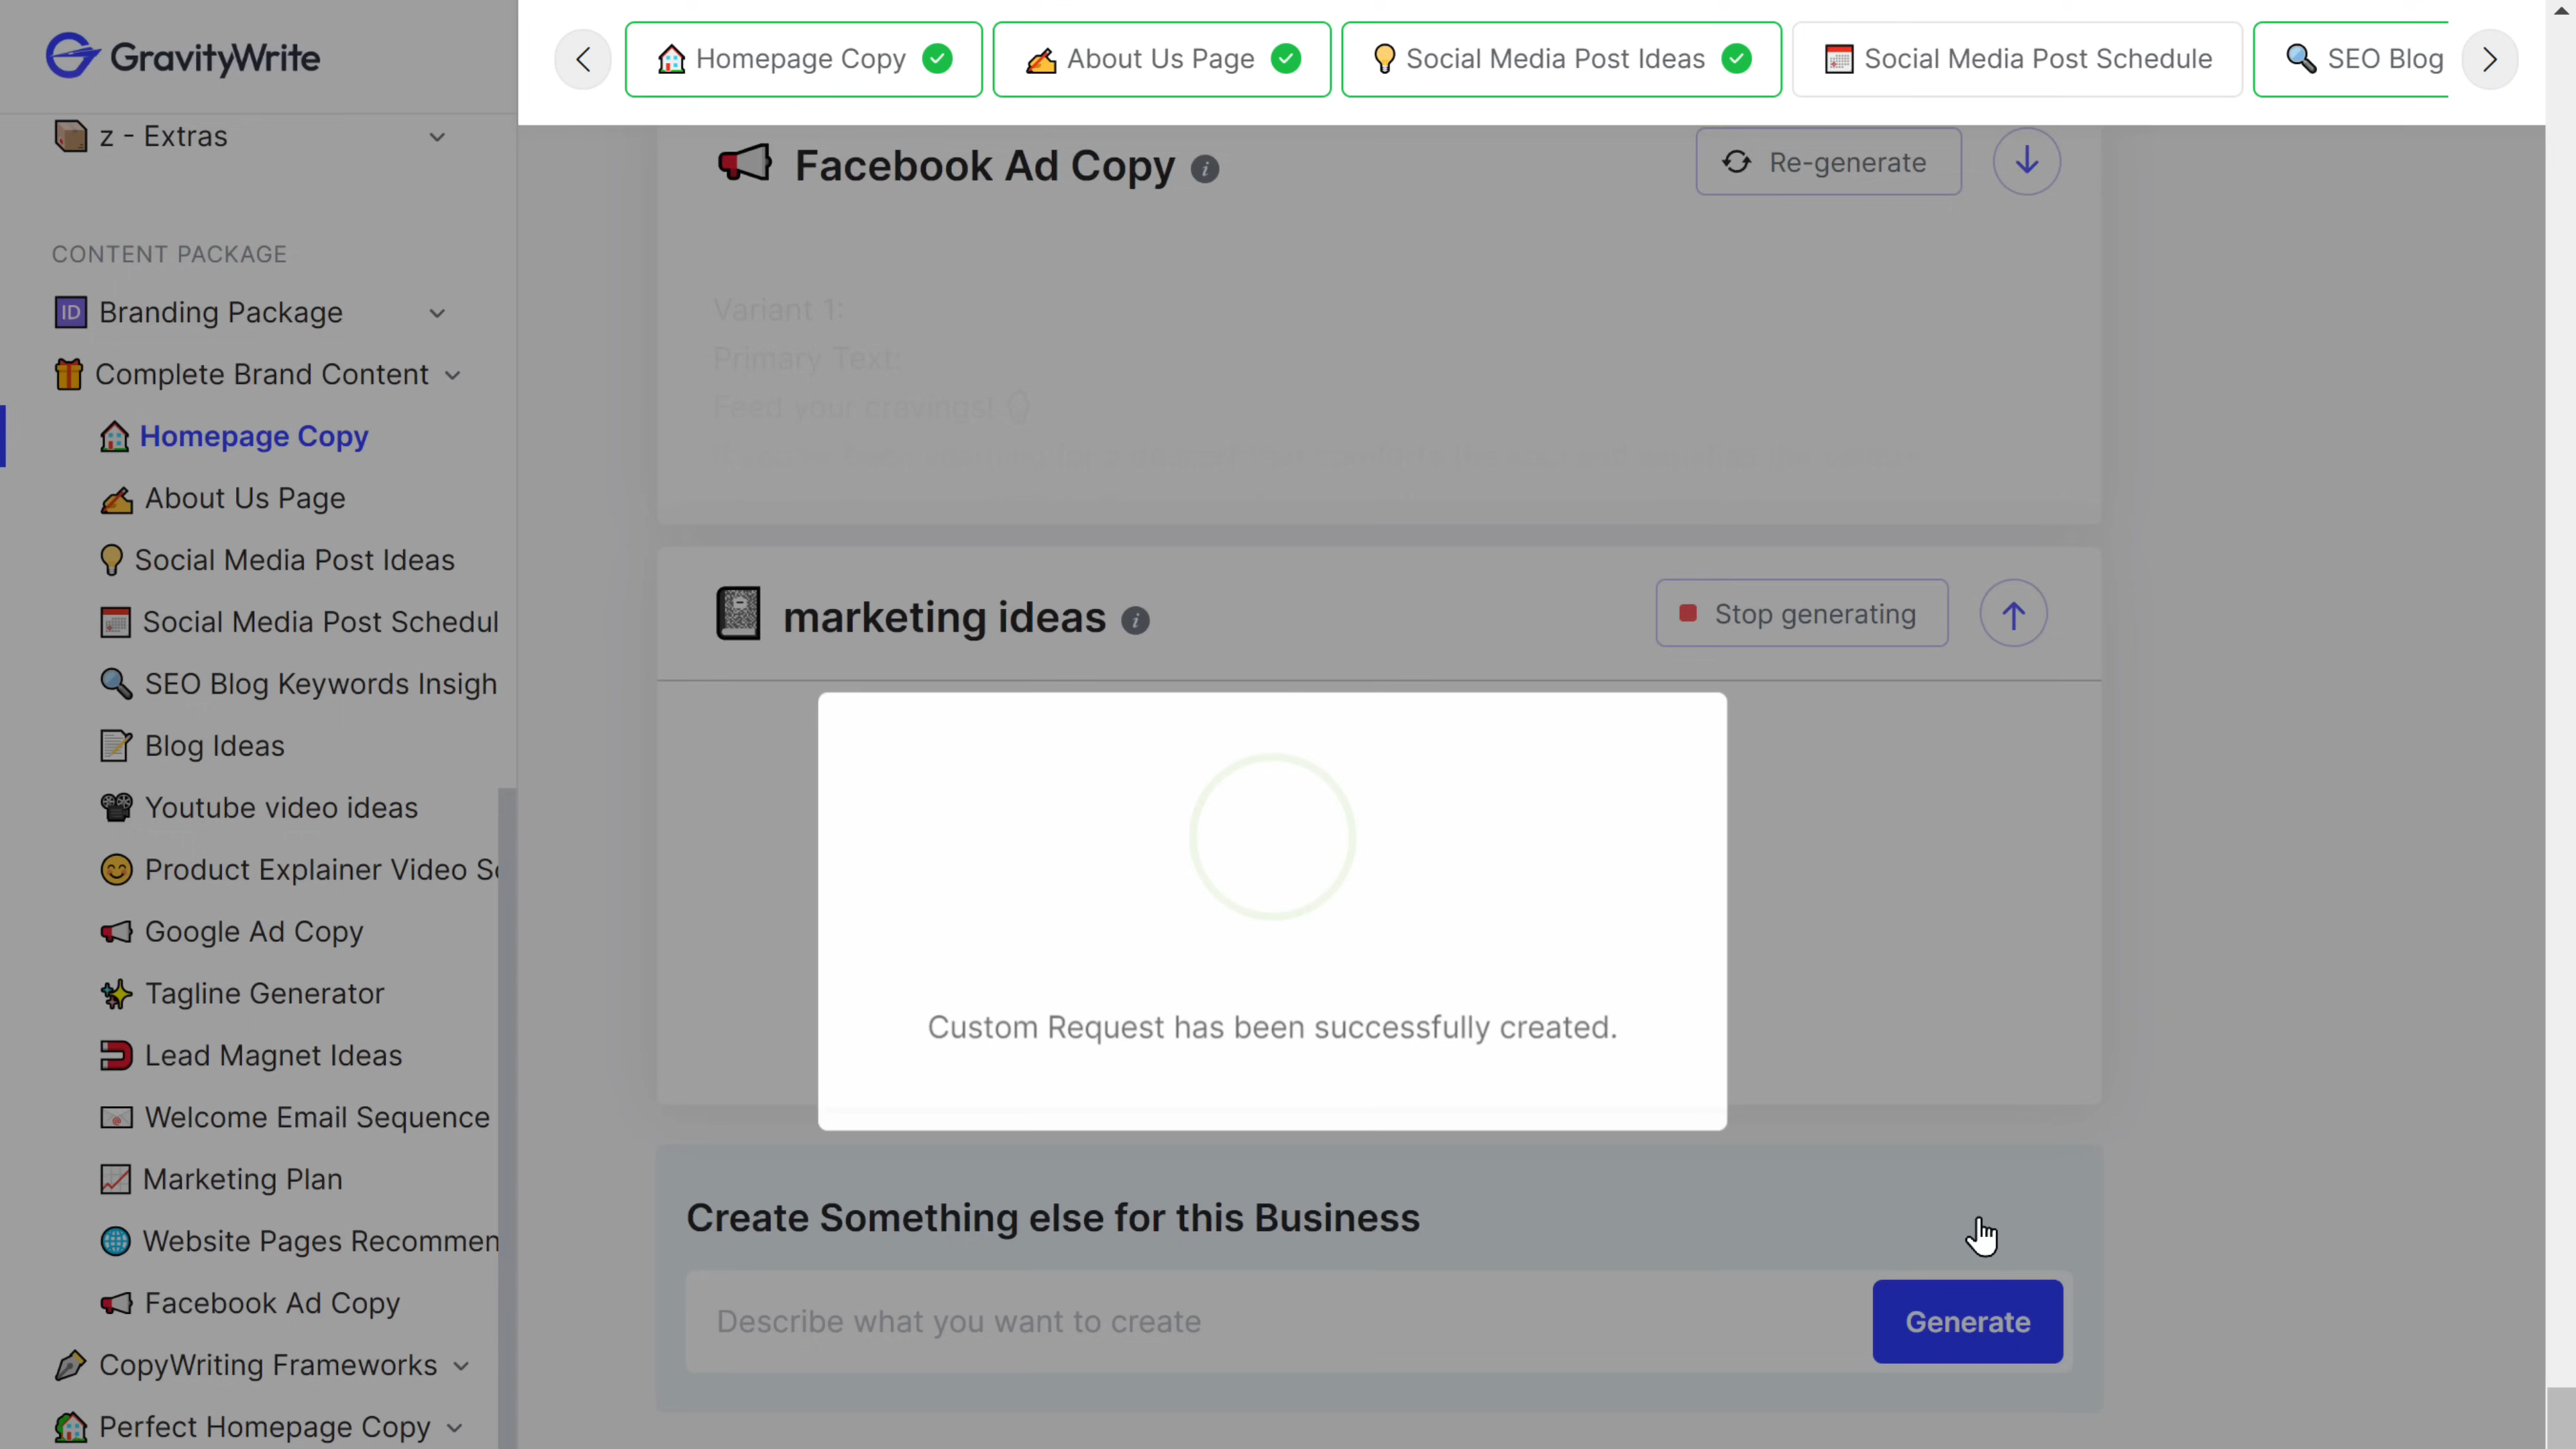 GravityWrite
Homepage Copy
About Us Page
Social Media Post Ideas
Social Media Post Schedule
SEO Blog
z - Extras
CONTENT PACKAGE
ID Branding Package
Complete Brand Content
Homepage Copy
About Us Page
Social Media Post Ideas
Social Media Post Schedul
SEO Blog Keywords Insigh
Blog Ideas
Youtube video ideas
Product Explainer Video Sc
Google Ad Copy
Tagline Generator
Lead Magnet Ideas
Welcome Email Sequence
Marketing Plan
Website Pages Recommen
Facebook Ad Copy
CopyWriting Frameworks
Perfect Homepage Copy
Facebook Ad Copy
Re-generate
Variant 1:
Primary Text:
Feed your cravings!
marketing ideas
Stop generating
Custom Request has been successfully created.
Create Something else for this Business
Describe what you want to create
Generate